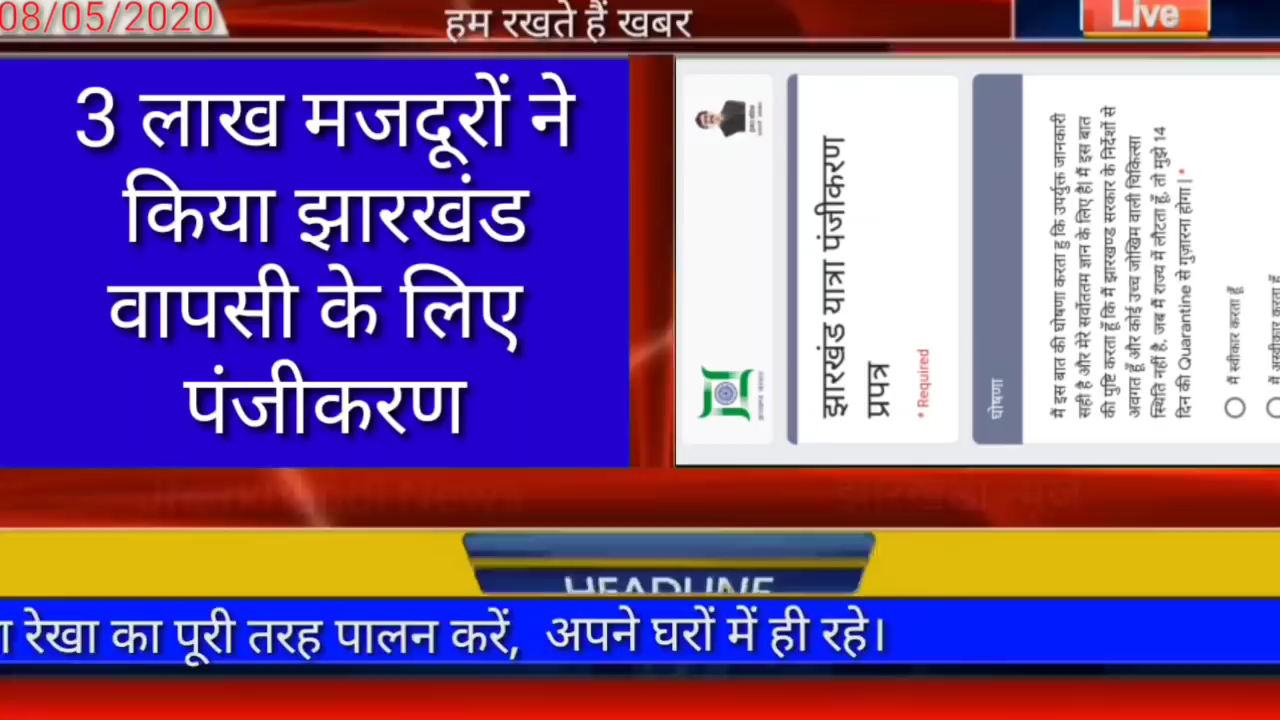 08/05/2020
हम रखते हैं खबर
Live
3 लाख मजदूरों ने
किया झारखंड
वापसी के लिए
पंजीकरण
झारखंड यात्रा पंजीकरण
प्रपत्र
* Required
घोषणा
मैं इस बात की घोषणा करता हु कि उपर्युक्त जानकारी
सही है और मेरे सर्वोत्तम ज्ञान के लिए है। मैं इस बात
की पुष्टि करता हूँ कि मैं झारखण्ड सरकार के निर्देशों से
अवगत हूँ और कोई उच्च जोखिम वाली चिकित्सा
स्थिति नहीं है. जब मैं राज्य में लौटता हूँ, तो मुझे 14
दिन की Quarantine से गुज़ारना होगा | *
मैं स्वीकार करता हूँ
HEADLINE
रेखा का पूरी तरह पालन करें, अपने घरों में ही रहे।